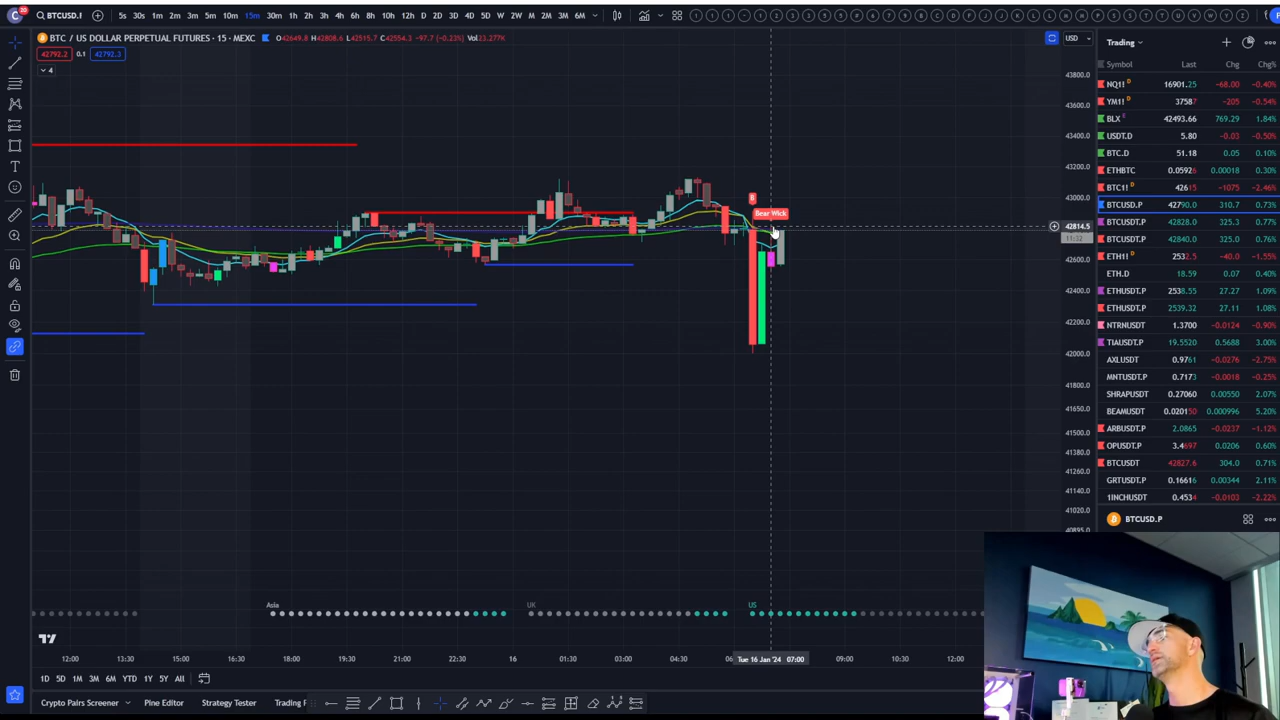 C 20 BTCUSD.P 5s 30s 1m 2m 3m 5m 10m 15m 30m 1h 2h 3h 4h 6h 8h 10h 12h D 2D 3D 4D 5D W 2W M 2M 3M 6M
BTC / US DOLLAR PERPETUAL FUTURES · 15 · MEXC O42649.8 H42808.6 L42515.7 C42554.3 -97.7 (-0.23%) Vol33.277K
42792.2 0.1 42792.3
4
USD
43800.0
43600.0
43400.0
43200.0
43000.0
42814.5
11:32
42600.0
42400.0
42200.0
42000.0
41800.0
41650.0
41520.0
41380.0
41260.0
41140.0
41020.0
40895.0
B
Bear Wick
Asia UK US
12:00 13:30 15:00 16:30 18:00 19:30 21:00 22:30 16 01:30 03:00 04:30 Tue 16 Jan '24 07:00 09:00 10:30 12:00
1D 5D 1M 3M 6M YTD 1Y 5Y All
Crypto Pairs Screener Pine Editor Strategy Tester Trading
Trading
Symbol Last Chg Chg%
NQ1! D 16901.25 -68.00 -0.40%
YM1! D 37587 -205 -0.54%
BLX E 42493.66 769.29 1.84%
USDT.D 5.80 -0.03 -0.50%
BTC.D 51.18 0.05 0.10%
ETHBTC 0.05926 0.00018 0.30%
BTC1! D 42615 -1075 -2.46%
BTCUSD.P 42790.0 310.7 0.73%
BTCUSDT.P 42828.0 325.3 0.77%
BTCUSDT.P 42840.0 325.0 0.76%
ETH1! D 2532.5 -40.0 -1.55%
ETH.D 18.59 0.07 0.38%
ETHUSDT.P 2538.55 27.27 1.09%
ETHUSDT.P 2539.32 27.11 1.08%
NTRNUSDT 1.3700 -0.0124 -0.90%
TIAUSDT.P 19.5520 0.5688 3.00%
AXLUSDT 0.9761 -0.0276 -2.75%
MNTUSDT.P 0.7173 -0.0018 -0.25%
SHRAPUSDT 0.27060 0.00550 2.07%
BEAMUSDT 0.020150 0.000996 5.20%
ARBUSDT.P 2.0865 -0.0237 -1.12%
OPUSDT.P 3.4697 0.0206 0.60%
BTCUSDT 42827.6 304.0 0.71%
GRTUSDT.P 0.16616 0.00344 2.11%
1INCHUSDT 0.4534 -0.0103 -2.22%
BTCUSD.P